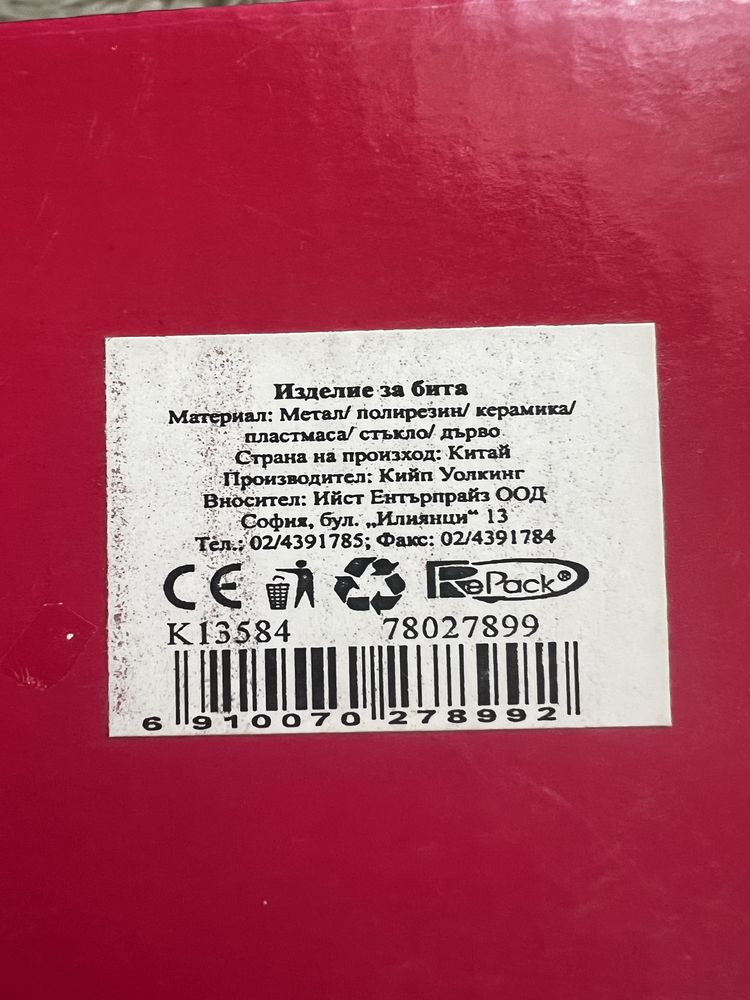 Изделие за бита
Материал: Метал/ полирезин/ керамика/
пластмаса/ стъкло/ дърво
Страна на произход: Китай
Производител: Кийп Уолкинг
Вносител: Ийст Ентърпрайз ООД
София, бул. „Илиянци“ 13
Тел.: 02/4391785; Факс: 02/4391784
CE RePack®
K13584 78027899
6 910070 278992